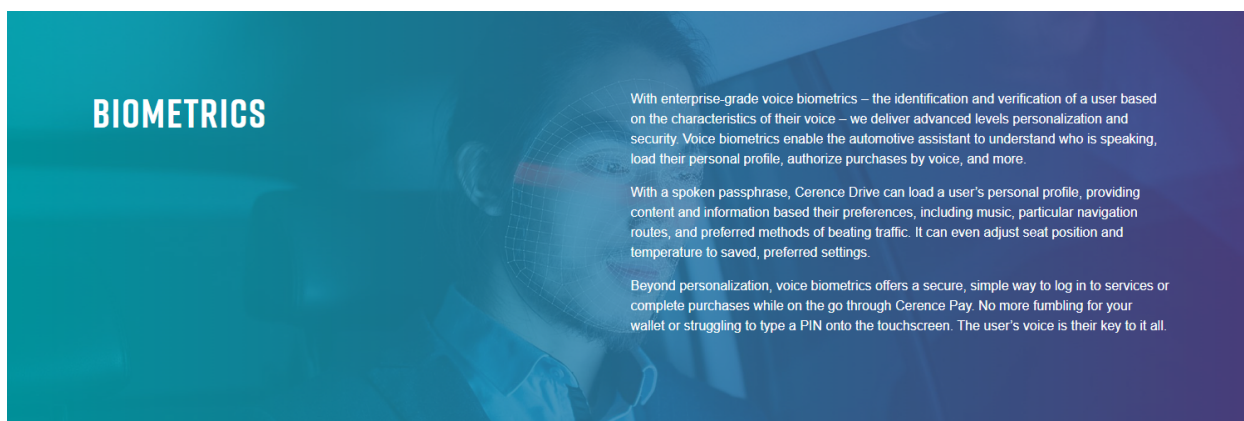 BIOMETRICS
With enterprise-grade voice biometrics – the identification and verification of a user based
on the characteristics of their voice – we deliver advanced levels personalization and
security. Voice biometrics enable the automotive assistant to understand who is speaking,
load their personal profile, authorize purchases by voice, and more.
With a spoken passphrase, Cerence Drive can load a user's personal profile, providing
content and information based their preferences, including music, particular navigation
routes, and preferred methods of beating traffic. It can even adjust seat position and
temperature to saved, preferred settings.
Beyond personalization, voice biometrics offers a secure, simple way to log in to services or
complete purchases while on the go through Cerence Pay. No more fumbling for your
wallet or struggling to type a PIN onto the touchscreen. The user's voice is their key to it all.